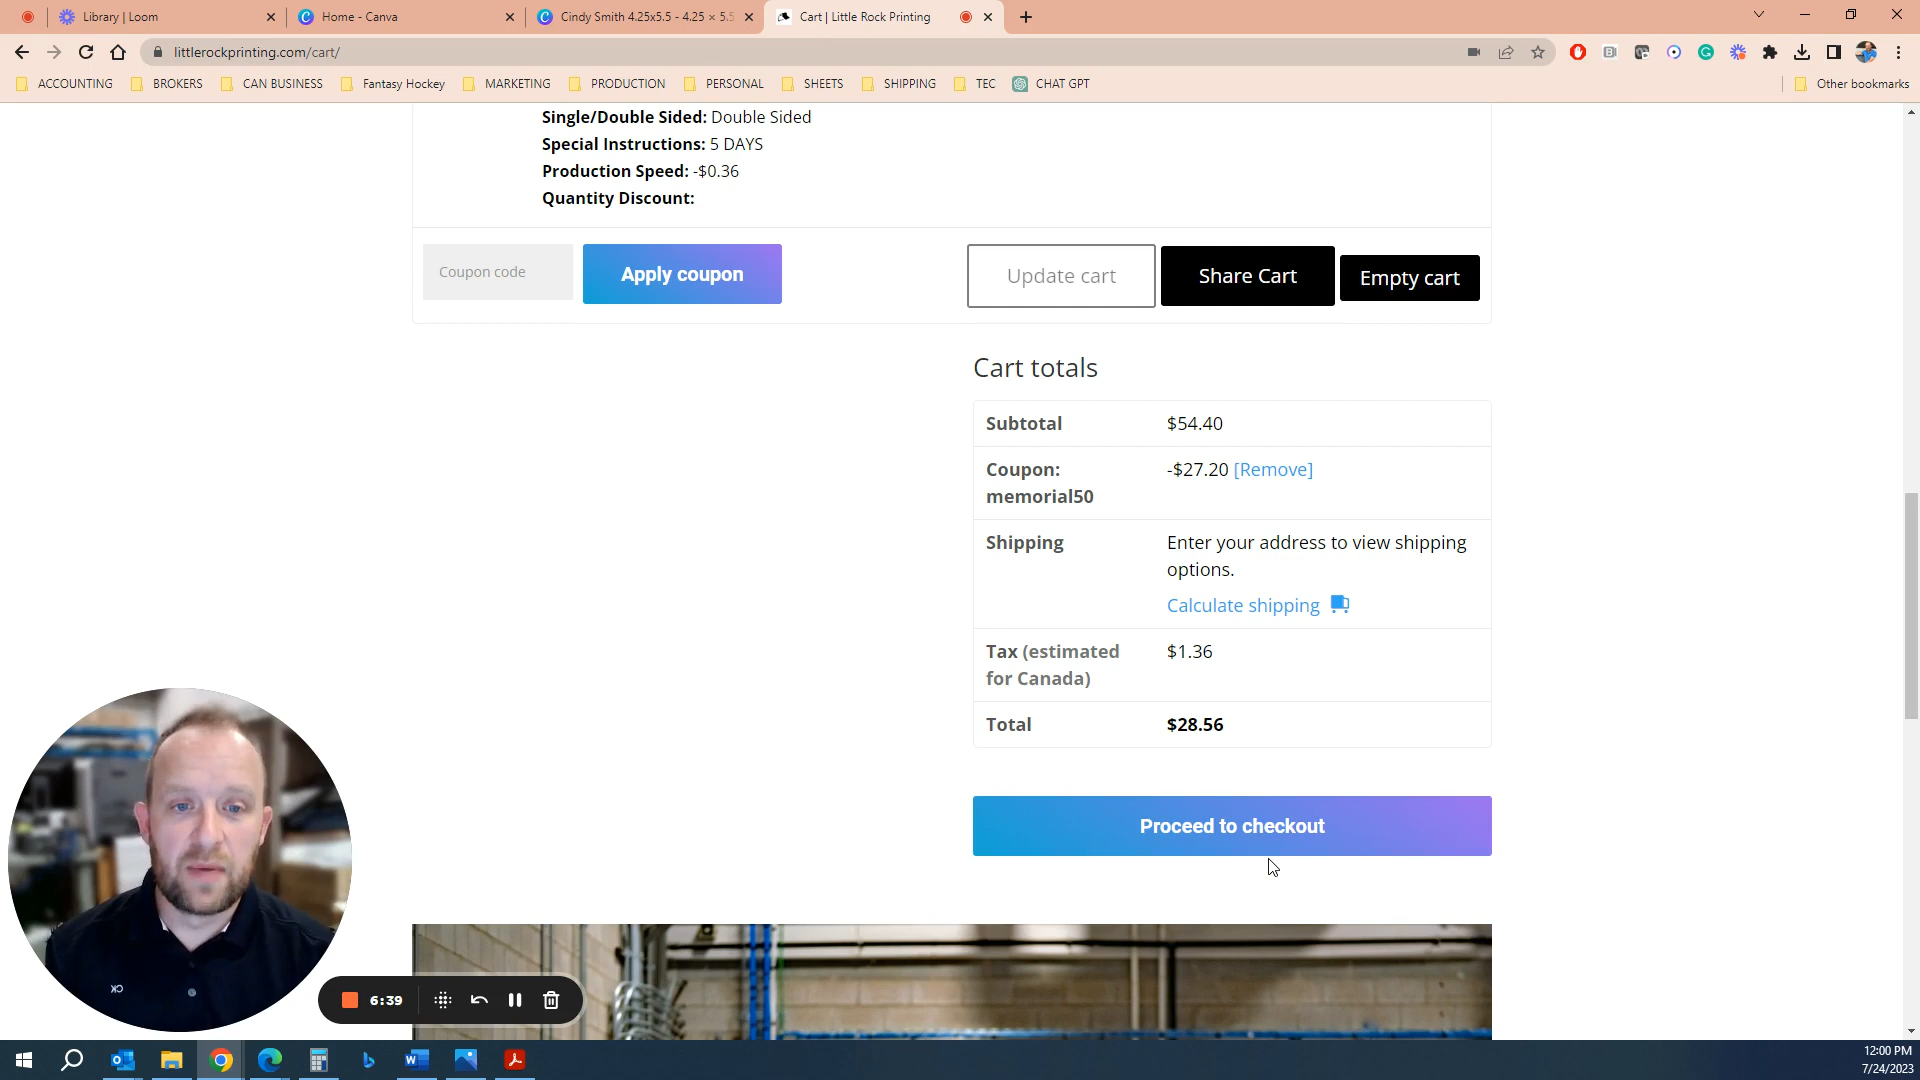 Library | Loom
Home - Canva
Cindy Smith 4.25x5.5 - 4.25 × 5.5
Cart | Little Rock Printing
littlerockprinting.com/cart/
ACCOUNTING
BROKERS
CAN BUSINESS
Fantasy Hockey
MARKETING
PRODUCTION
PERSONAL
SHEETS
SHIPPING
TEC
CHAT GPT
Other bookmarks
Single/Double Sided: Double Sided
Special Instructions: 5 DAYS
Production Speed: -$0.36
Quantity Discount:
Coupon code
Apply coupon
Update cart
Share Cart
Empty cart
Cart totals
Subtotal $54.40
Coupon: -$27.20 [Remove]
memorial50
Shipping Enter your address to view shipping
options.
Calculate shipping
Tax (estimated $1.36
for Canada)
Total $28.56
Proceed to checkout
6:39
12:00 PM
7/24/2023